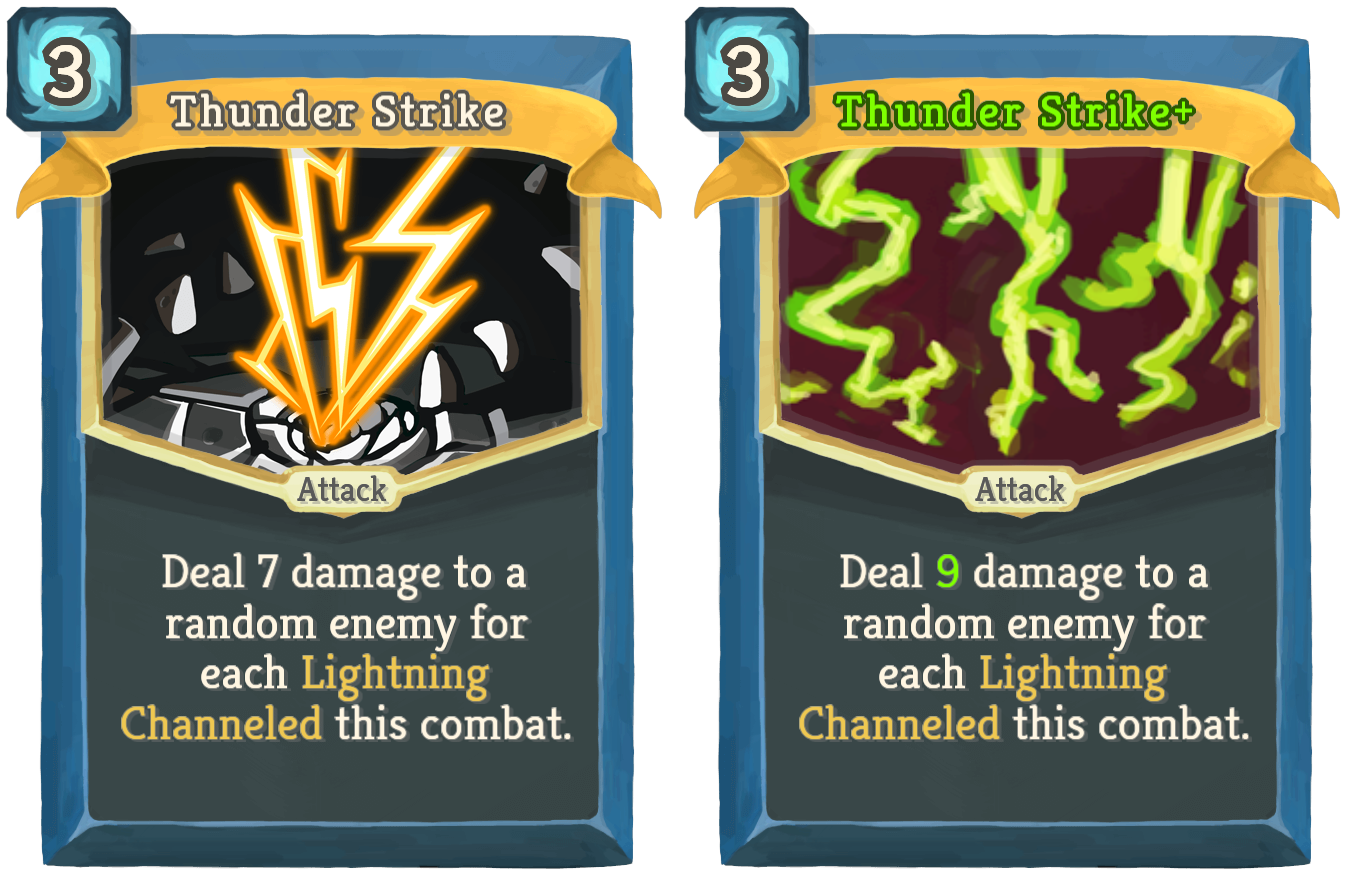 3
Thunder Strike
Attack
Deal 7 damage to a
random enemy for
each Lightning
Channeled this combat.
3
Thunder Strike+
Attack
Deal 9 damage to a
random enemy for
each Lightning
Channeled this combat.